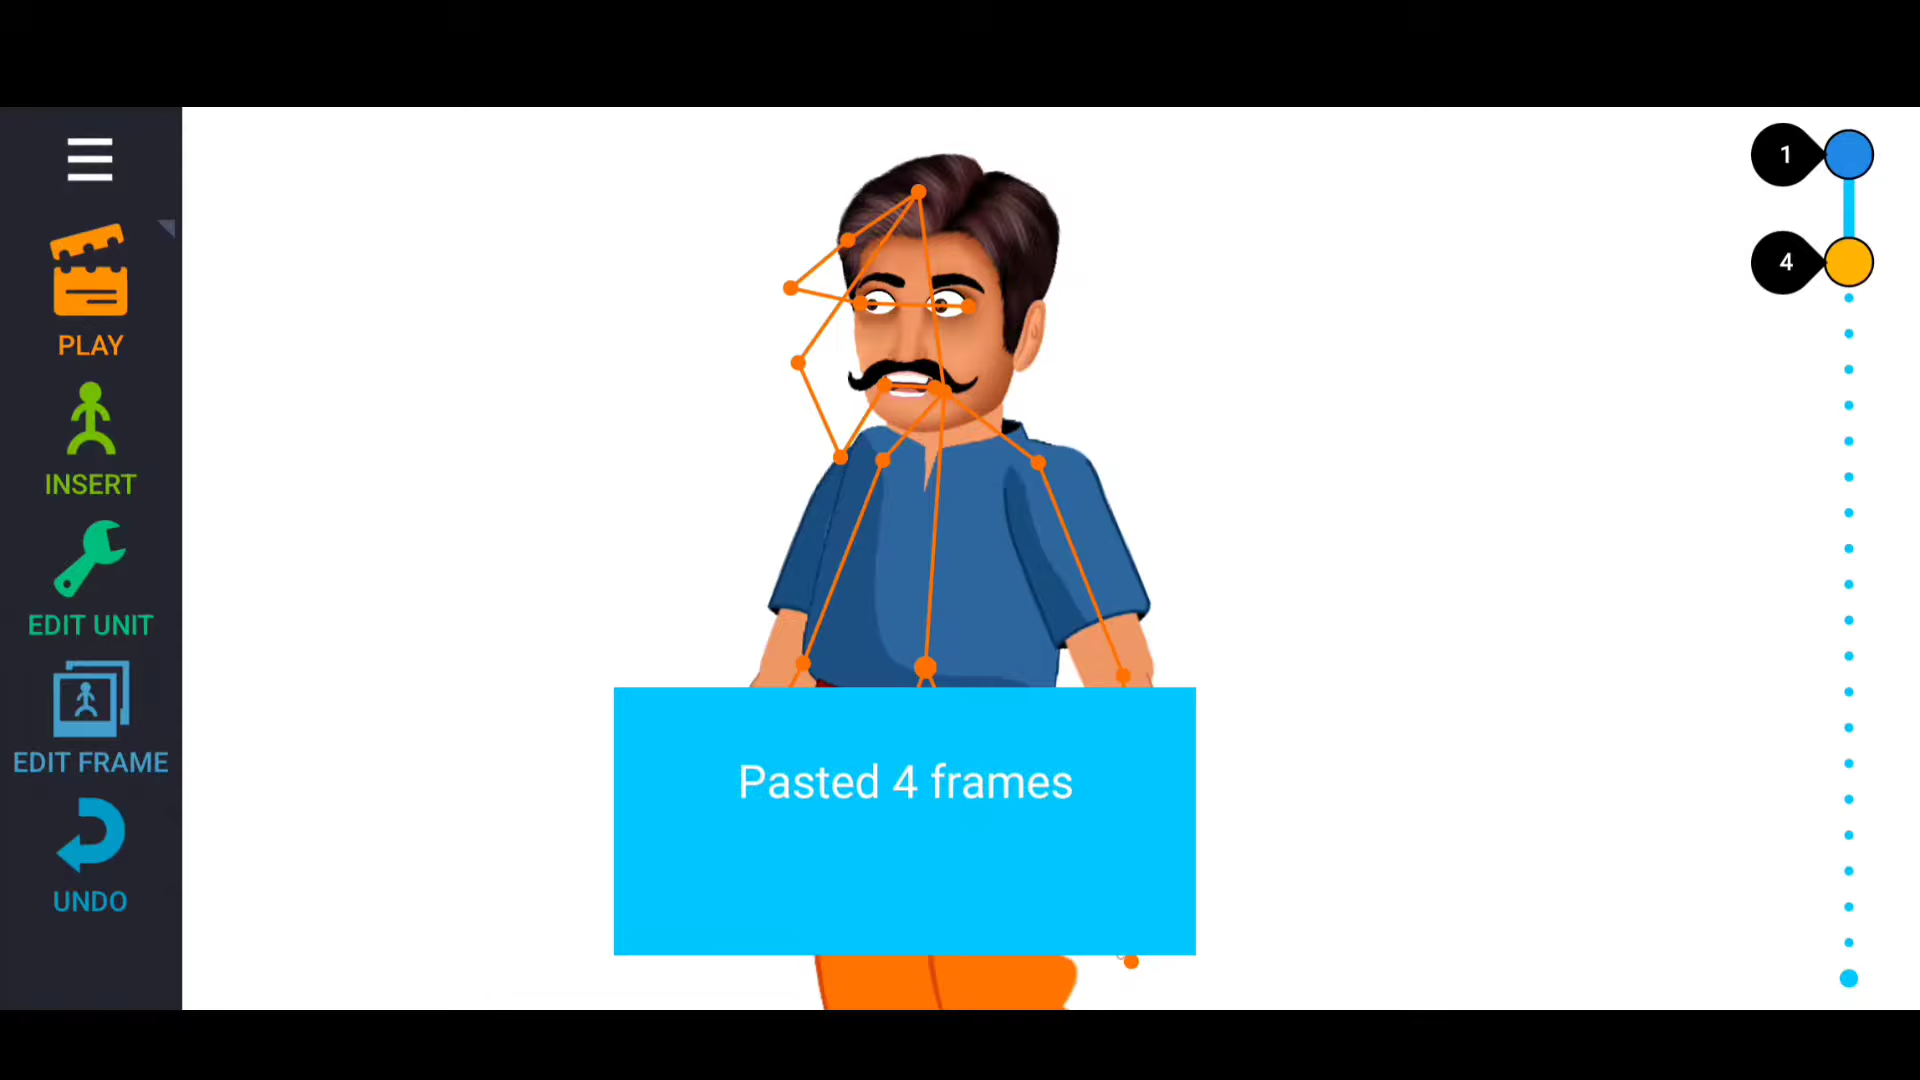 1
4
PLAY
INSERT
EDIT UNIT
EDIT FRAME
UNDO
Pasted 4 frames